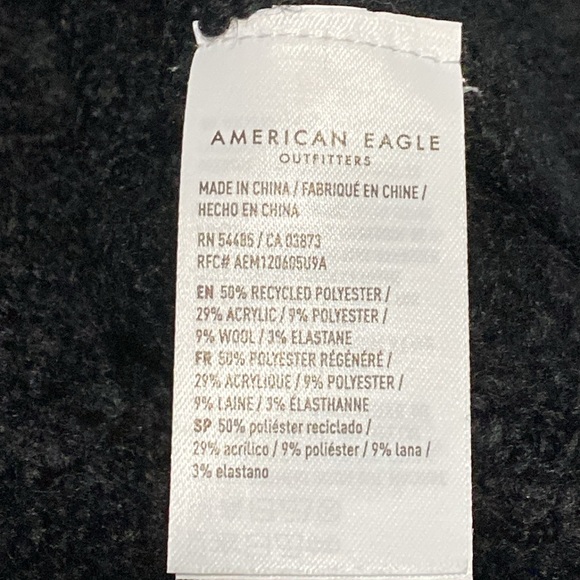 AMERICAN EAGLE
OUTFITTERS
MADE IN CHINA / FABRIQUÉ EN CHINE /
HECHO EN CHINA
RN 54485 / CA 03873
RFC# AEM120605U9A
EN 50% RECYCLED POLYESTER /
29% ACRYLIC / 9% POLYESTER /
9% WOOL / 3% ELASTANE
FR 50% POLYESTER RÉGÉNÉRÉ /
29% ACRYLIQUE / 9% POLYESTER /
9% LAINE / 3% ÉLASTHANNE
SP 50% poliéster reciclado /
29% acrílico / 9% poliéster / 9% lana /
3% elastano